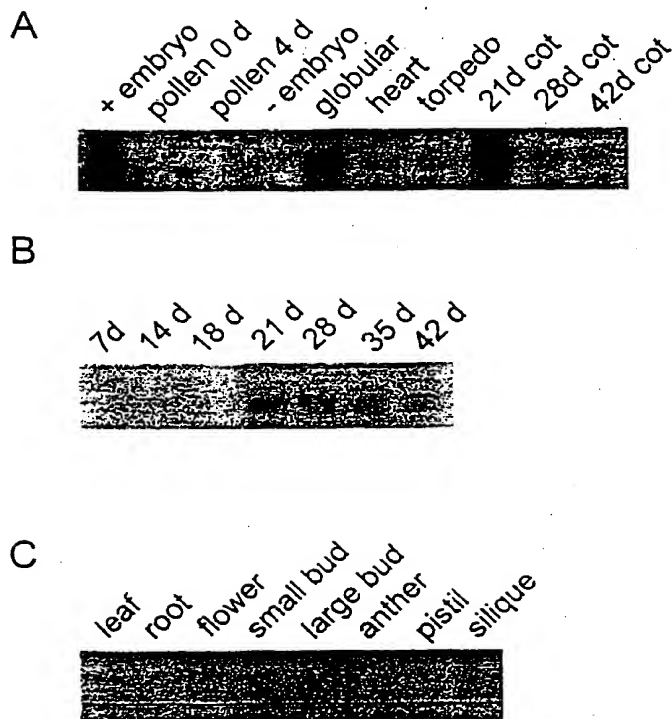 A
+ embryo
pollen 0 d
pollen 4 d
- embryo
globular
heart
torpedo
21d cot
28d cot
42d cot
B
7d
14 d
18 d
21 d
28 d
35 d
42 d
C
leaf
root
flower
small bud
large bud
anther
pistil
silique